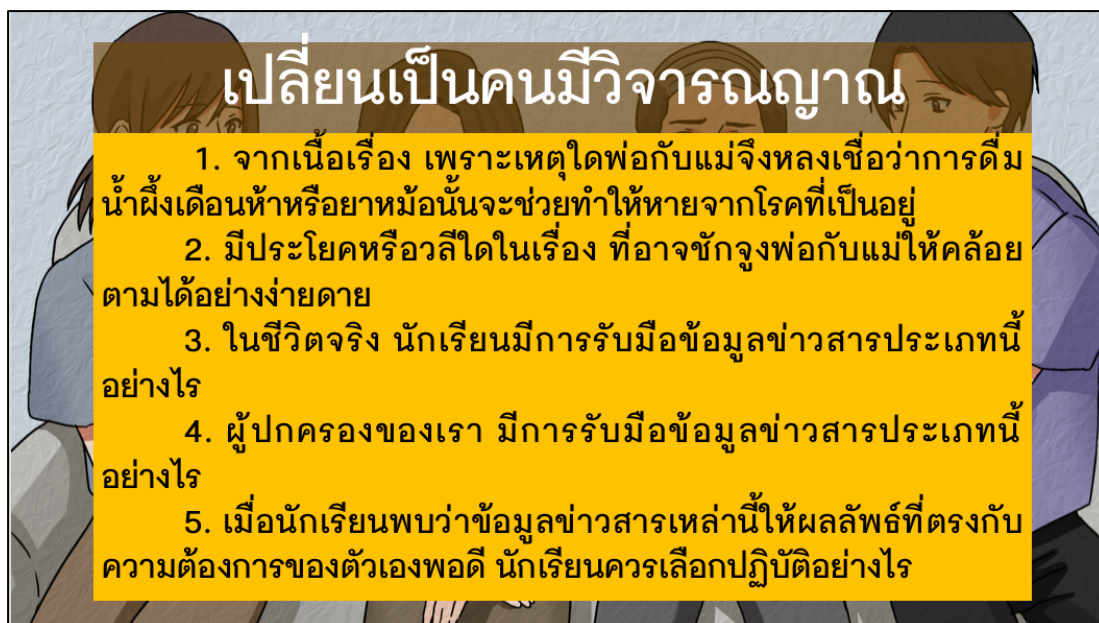 เปลี่ยนเป็นคนมีวิจารณญาณ
1. จากเนื้อเรื่อง เพราะเหตุใดพ่อกับแม่จึงหลงเชื่อว่าการดื่ม
น้ำผึ้งเดือนห้าหรือยาหม้อนั้นจะช่วยทำให้หายจากโรคที่เป็นอยู่
2. มีประโยคหรือวลีใดในเรื่อง ที่อาจชักจูงพ่อกับแม่ให้คล้อย
ตามได้อย่างง่ายดาย
3. ในชีวิตจริง นักเรียนมีการรับมือข้อมูลข่าวสารประเภทนี้
อย่างไร
4. ผู้ปกครองของเรา มีการรับมือข้อมูลข่าวสารประเภทนี้
อย่างไร
5. เมื่อนักเรียนพบว่าข้อมูลข่าวสารเหล่านี้ให้ผลลัพธ์ที่ตรงกับ
ความต้องการของตัวเองพอดี นักเรียนควรเลือกปฏิบัติอย่างไร